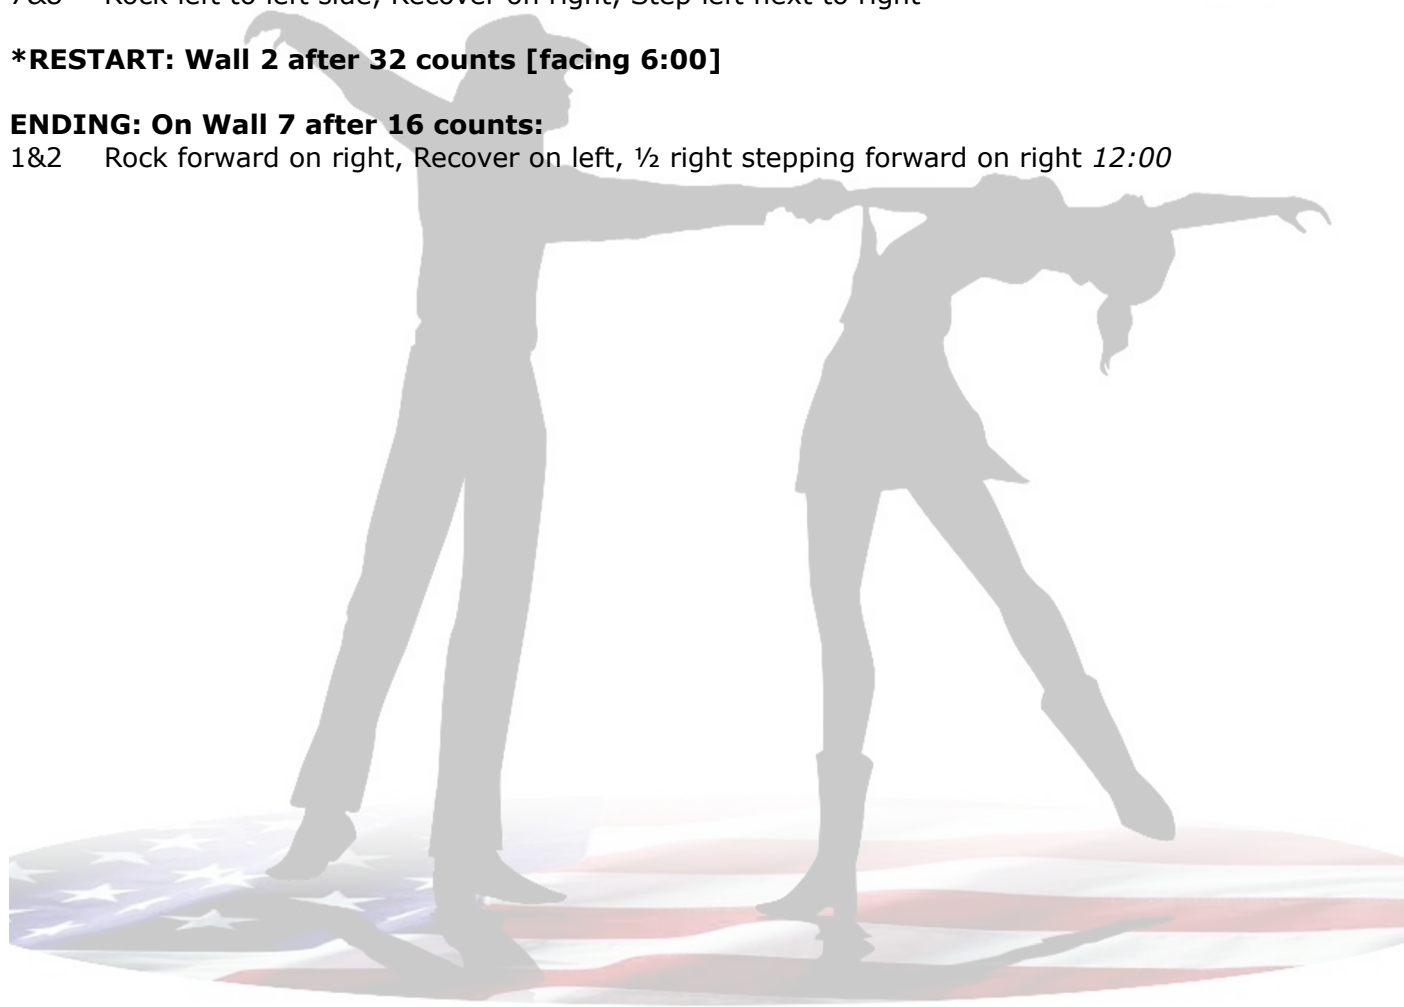 7&8 Rock left to left side, Recover on right, Step left next to right
*RESTART: Wall 2 after 32 counts [facing 6:00]
ENDING: On Wall 7 after 16 counts:
1&2 Rock forward on right, Recover on left, ½ right stepping forward on right 12:00